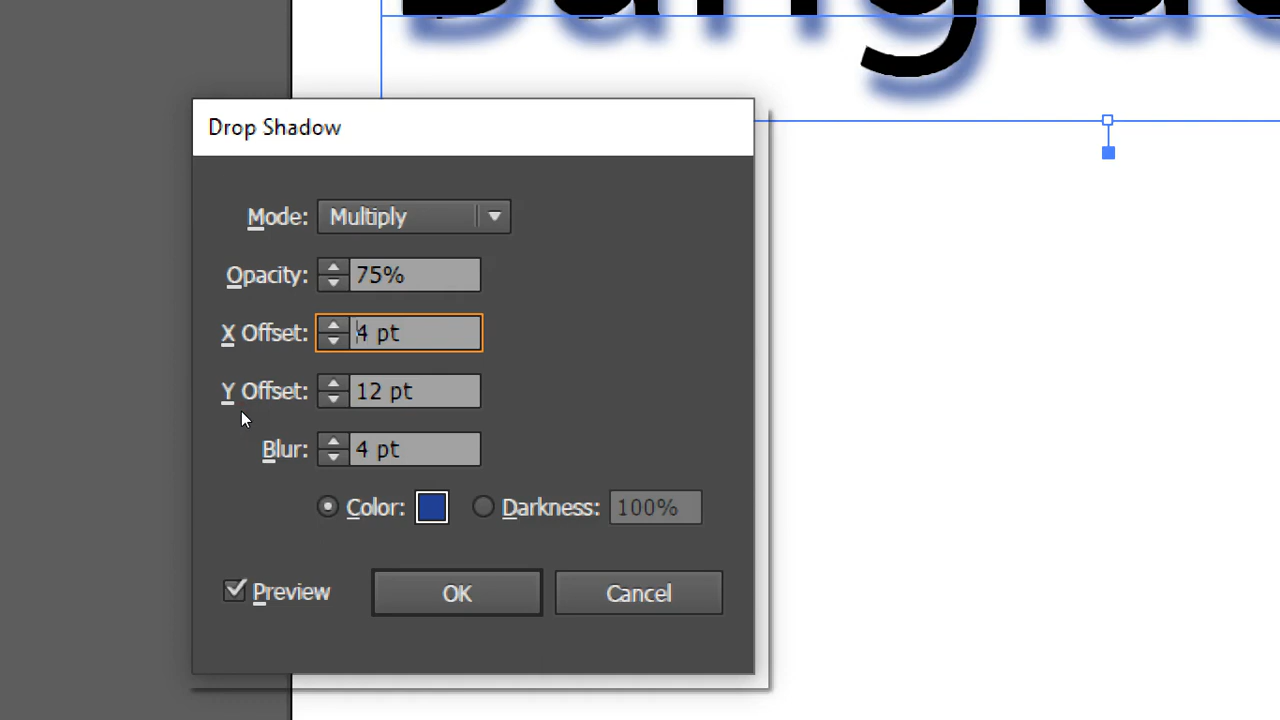 Drop Shadow
Mode: Multiply
Opacity: 75%
X Offset: 4 pt
Y Offset: 12 pt
Blur: 4 pt
Color: Darkness: 100%
Preview OK Cancel